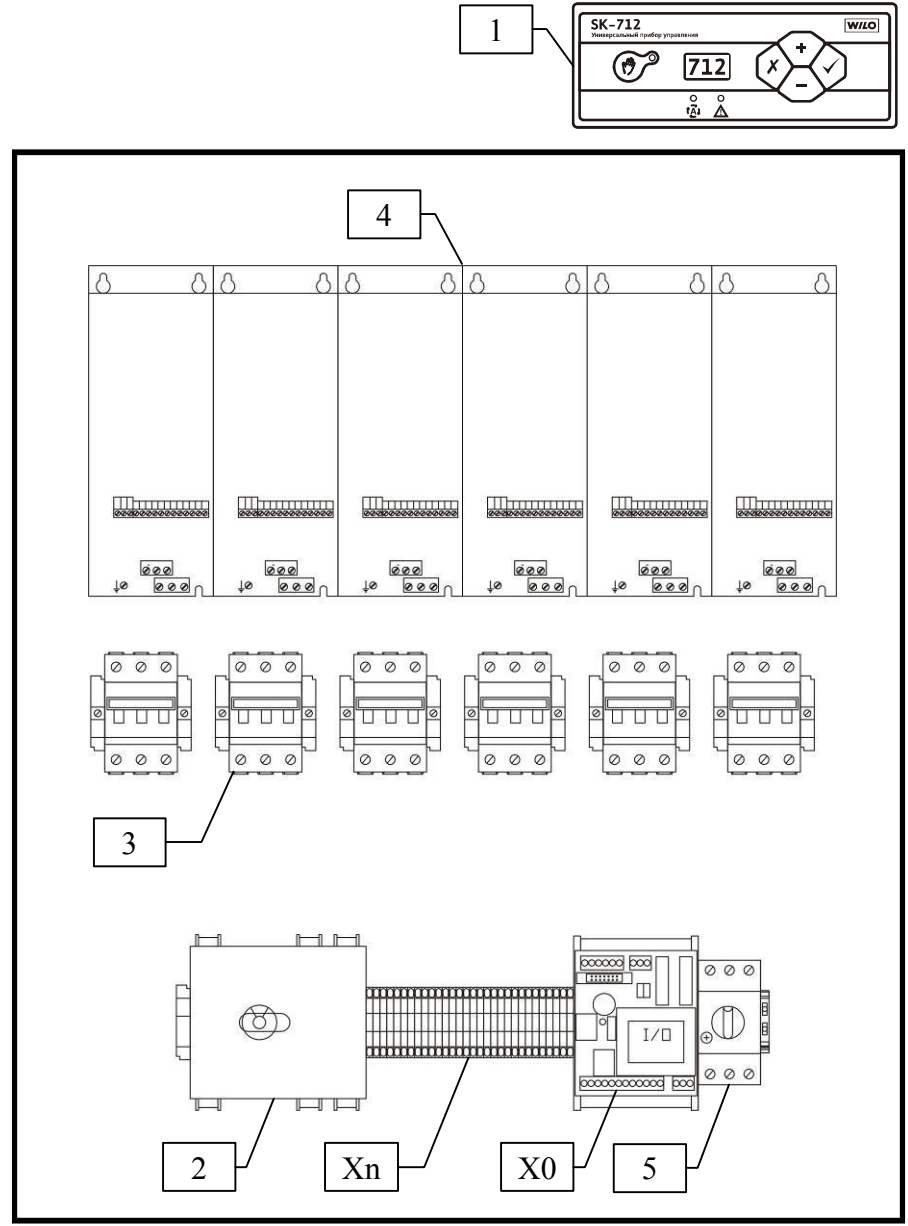 1
SK-712
Универсальный прибор управления
WILO
712
A
4
3
I/O
2
Xn
X0
5